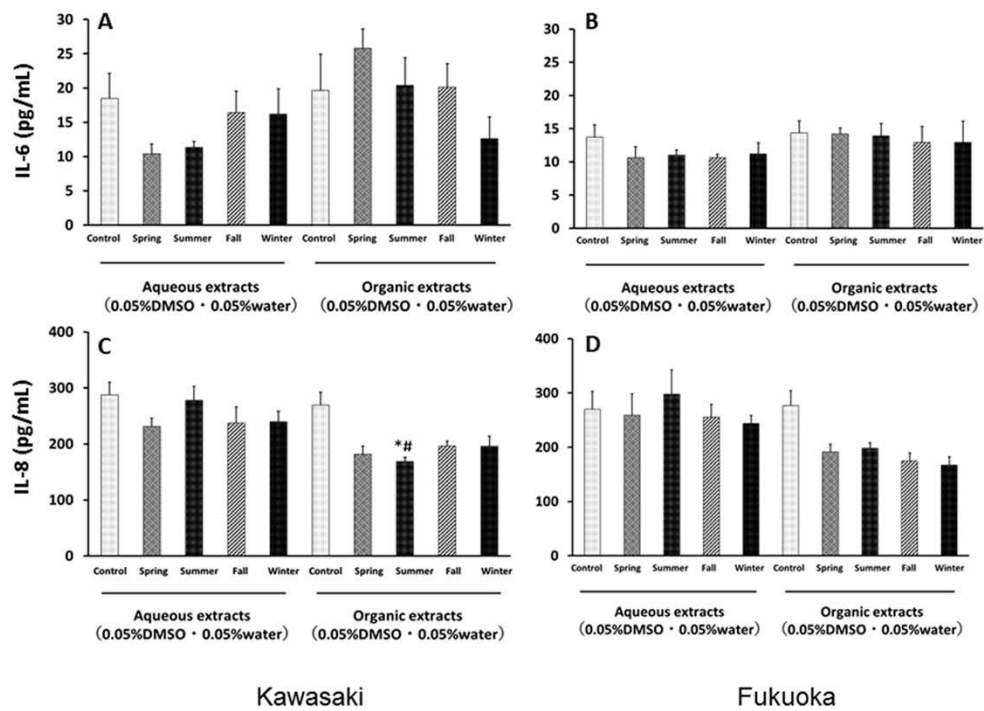 A
IL-6 (pg/mL)
30
25
20
15
10
5
0
Control Spring Summer Fall Winter Control Spring Summer Fall Winter
Aqueous extracts Organic extracts
(0.05%DMSO・0.05%water) (0.05%DMSO・0.05%water)
B
30
25
20
15
10
5
0
Control Spring Summer Fall Winter Control Spring Summer Fall Winter
Aqueous extracts Organic extracts
(0.05%DMSO・0.05%water) (0.05%DMSO・0.05%water)
C
IL-8 (pg/mL)
400
300
200
100
0
*#
Control Spring Summer Fall Winter Control Spring Summer Fall Winter
Aqueous extracts Organic extracts
(0.05%DMSO・0.05%water) (0.05%DMSO・0.05%water)
D
400
300
200
100
0
Control Spring Summer Fall Winter Control Spring Summer Fall Winter
Aqueous extracts Organic extracts
(0.05%DMSO・0.05%water) (0.05%DMSO・0.05%water)
Kawasaki Fukuoka